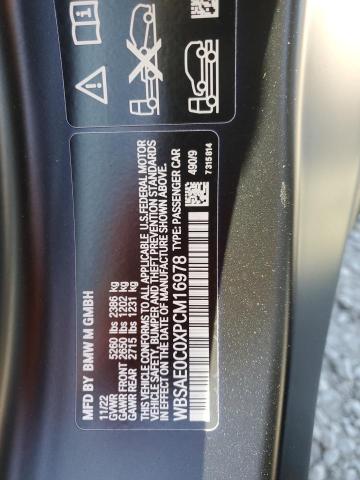 MFD BY BMW M GMBH
11/22
GVWR 5260 lbs 2386 kg
GAWR FRONT 2650 lbs 1202 kg
GAWR REAR 2715 lbs 1231 kg
THIS VEHICLE CONFORMS TO ALL APPLICABLE U.S.FEDERAL MOTOR
VEHICLE SAFETY, BUMPER AND THEFT PREVENTION STANDARDS
IN EFFECT ON THE DATE OF MANUFACTURE SHOWN ABOVE.
WBSAE0C0XPCM16978 TYPE: PASSENGER CAR
490/9
7 315 814